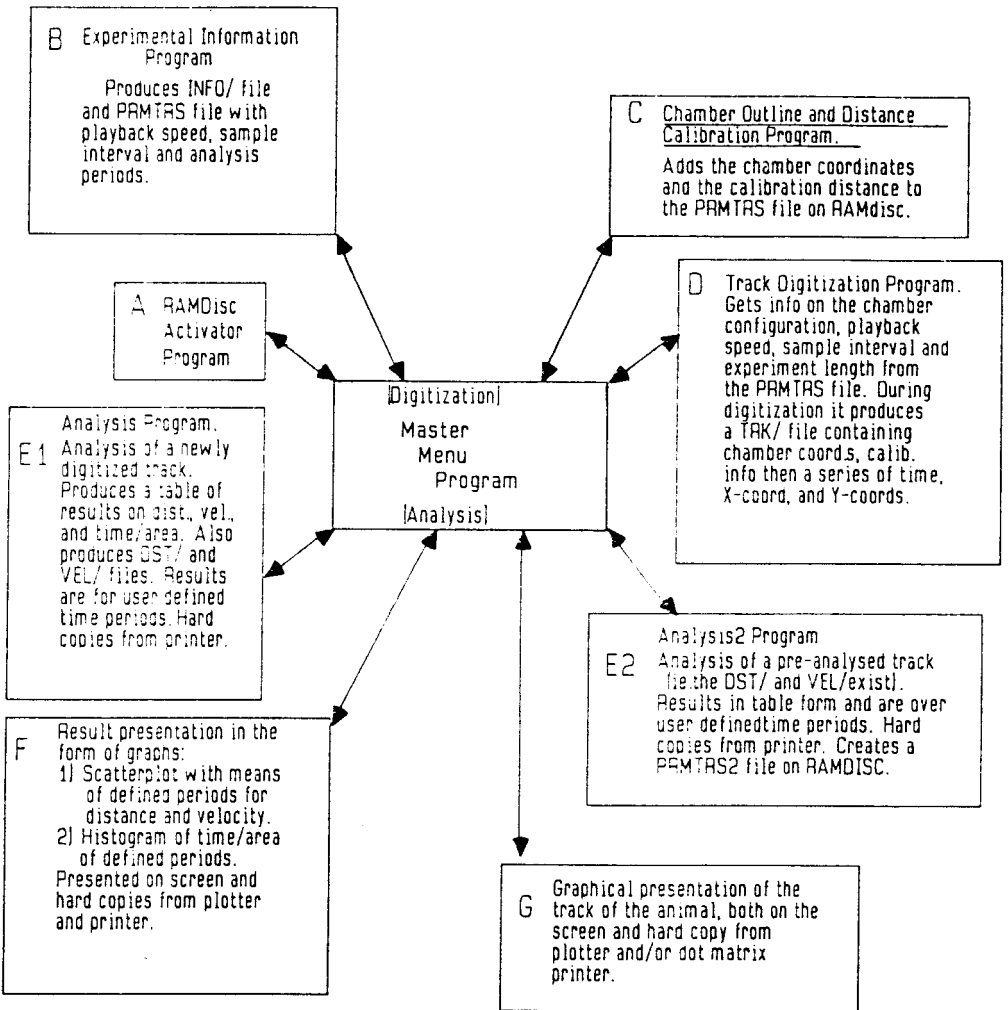 B Experimental Information
Program
Produces INFO/ file
and PRMTRS file with
playback speed, sample
interval and analysis
periods.
C Chamber Outline and Distance
Calibration Program.
Adds the chamber coordinates
and the calibration distance to
the PRMTRS file on RAMdisc.
A RAMDisc
Activator
Program
D Track Digitization Program.
Gets info on the chamber
configuration, playback
speed, sample interval and
experiment length from
the PRMTRS file. During
digitization it produces
a TRK/ file containing
chamber coords, calib.
info then a series of time,
X-coord, and Y-coords.
[Digitization]
Master
Menu
Program
[Analysis]
Analysis Program.
E1 Analysis of a newly
digitized track.
Produces a table of
results on dist., vel.,
and time/area. Also
produces DST/ and
VEL/ files. Results
are for user defined
time periods. Hard
copies from printer.
Analysis2 Program
E2 Analysis of a pre-analysed track
(ie.the DST/ and VEL/exist).
Results in table form and are over
user definedtime periods. Hard
copies from printer. Creates a
PRMTRS2 file on RAMDISC.
F Result presentation in the
form of graphs:
1) Scatterplot with means
of defined periods for
distance and velocity.
2) Histogram of time/area
of defined periods.
Presented on screen and
hard copies from plotter
and printer.
G Graphical presentation of the
track of the animal, both on the
screen and hard copy from
plotter and/or dot matrix
printer.